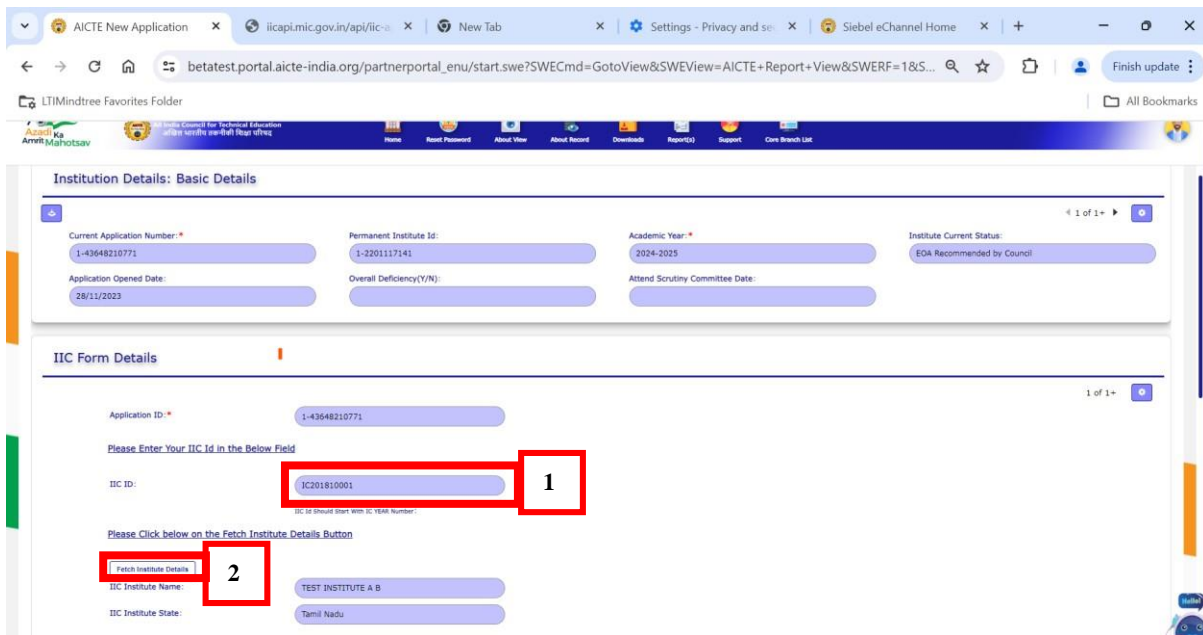 AICTE New Application
iicapi.mic.gov.in/api/iic-a
New Tab
Settings - Privacy and se
Siebel eChannel Home
betatest.portal.aicte-india.org/partnerportal_enu/start.swe?SWECmd=GotoView&SWEView=AICTE+Report+View&SWERF=1&S...
Finish update
LTIMindtree Favorites Folder
All Bookmarks
Azadi Ka
Amrit Mahotsav
All India Council for Technical Education
अखिल भारतीय तकनीकी शिक्षा परिषद
Home Reset Password About View About Record Downloads Report(s) Support Core Branch List
Institution Details: Basic Details
1 of 1+
Current Application Number:* Permanent Institute Id: Academic Year:* Institute Current Status:
1-43648210771 1-2201117141 2024-2025 EOA Recommended by Council
Application Opened Date: Overall Deficiency(Y/N): Attend Scrutiny Committee Date:
28/11/2023
IIC Form Details
1 of 1+
Application ID:* 1-43648210771
Please Enter Your IIC Id in the Below Field
IIC ID: IC201810001 1
IIC Id Should Start With IC YEAR Number:
Please Click below on the Fetch Institute Details Button
Fetch Institute Details 2
IIC Institute Name: TEST INSTITUTE A B
IIC Institute State: Tamil Nadu
Hello!